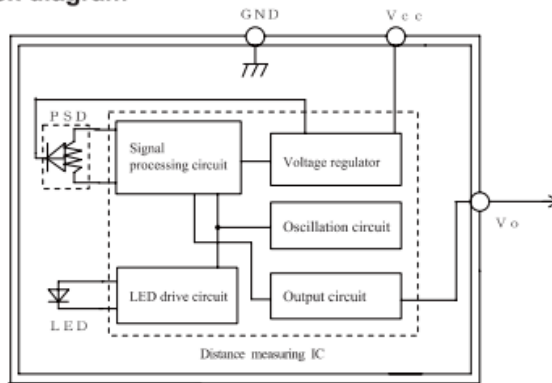 GND
Vcc
PSD
Signal
processing circuit
Voltage regulator
Oscillation circuit
Vo
LED drive circuit
Output circuit
LED
Distance measuring IC